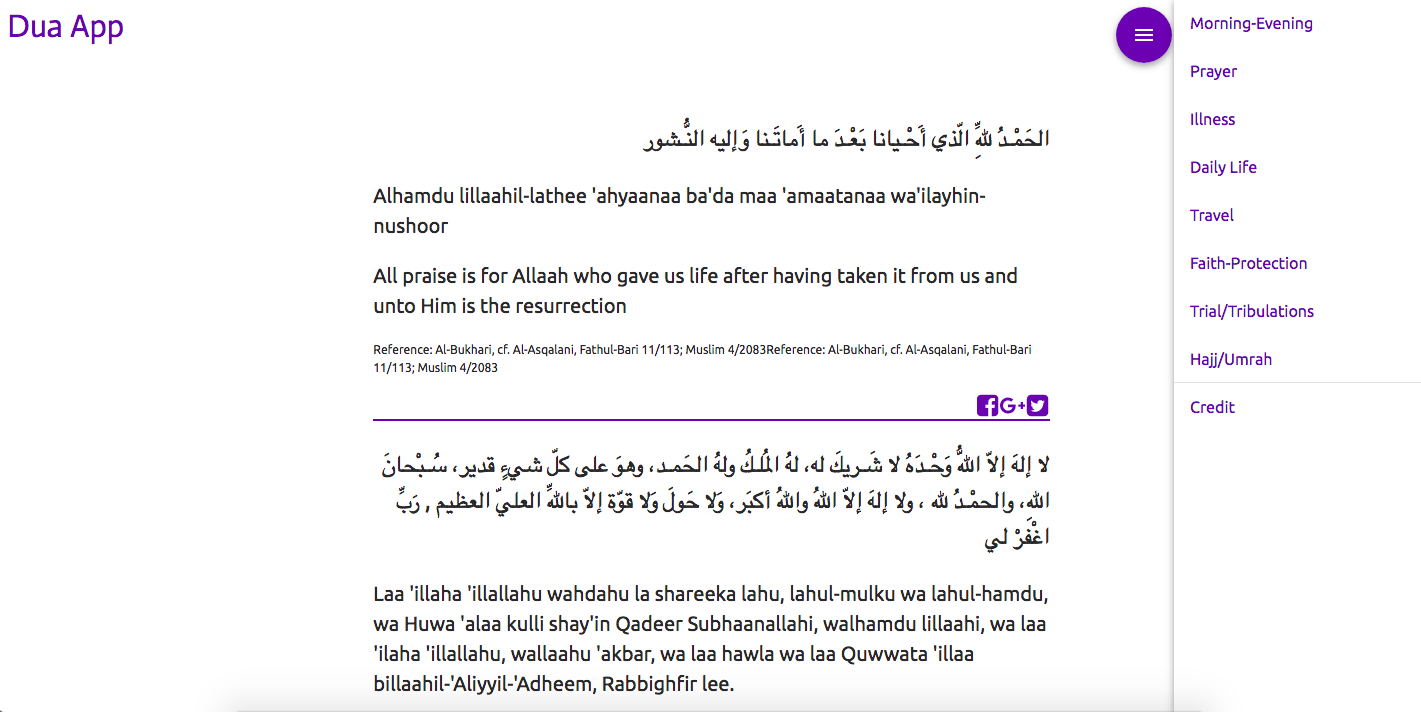 Dua App
الحَمْـدُ للهِ الّذي أَحْـيانا بَعْـدَ ما أَماتَـنا وَإليه النُّـشور
Alhamdu lillaahil-lathee 'ahyaanaa ba'da maa 'amaatanaa wa'ilayhin-
nushoor
All praise is for Allaah who gave us life after having taken it from us and
unto Him is the resurrection
Reference: Al-Bukhari, cf. Al-Asqalani, Fathul-Bari 11/113; Muslim 4/2083Reference: Al-Bukhari, cf. Al-Asqalani, Fathul-Bari
11/113; Muslim 4/2083
لا إلهَ إلاّ اللهُ وَحْـدَهُ لا شَـريكَ له، لهُ المُلـكُ ولهُ الحَمـد، وهوَ على كلّ شيءٍ قدير، سُـبْحانَ
اللهِ، والحمْـدُ لله ، ولا إلهَ إلاّ اللهُ واللهُ أكبَر، وَلا حَولَ وَلا قوّة إلاّ باللهِ العليّ العظيم , رَبِّ
اغْفِرْ لي
Laa 'illaha 'illallahu wahdahu la shareeka lahu, lahul-mulku wa lahul-hamdu,
wa Huwa 'alaa kulli shay'in Qadeer Subhaanallahi, walhamdu lillaahi, wa laa
'ilaha 'illallahu, wallaahu 'akbar, wa laa hawla wa laa Quwwata 'illaa
billaahil-'Aliyyil-'Adheem, Rabbighfir lee.
Morning-Evening
Prayer
Illness
Daily Life
Travel
Faith-Protection
Trial/Tribulations
Hajj/Umrah
Credit